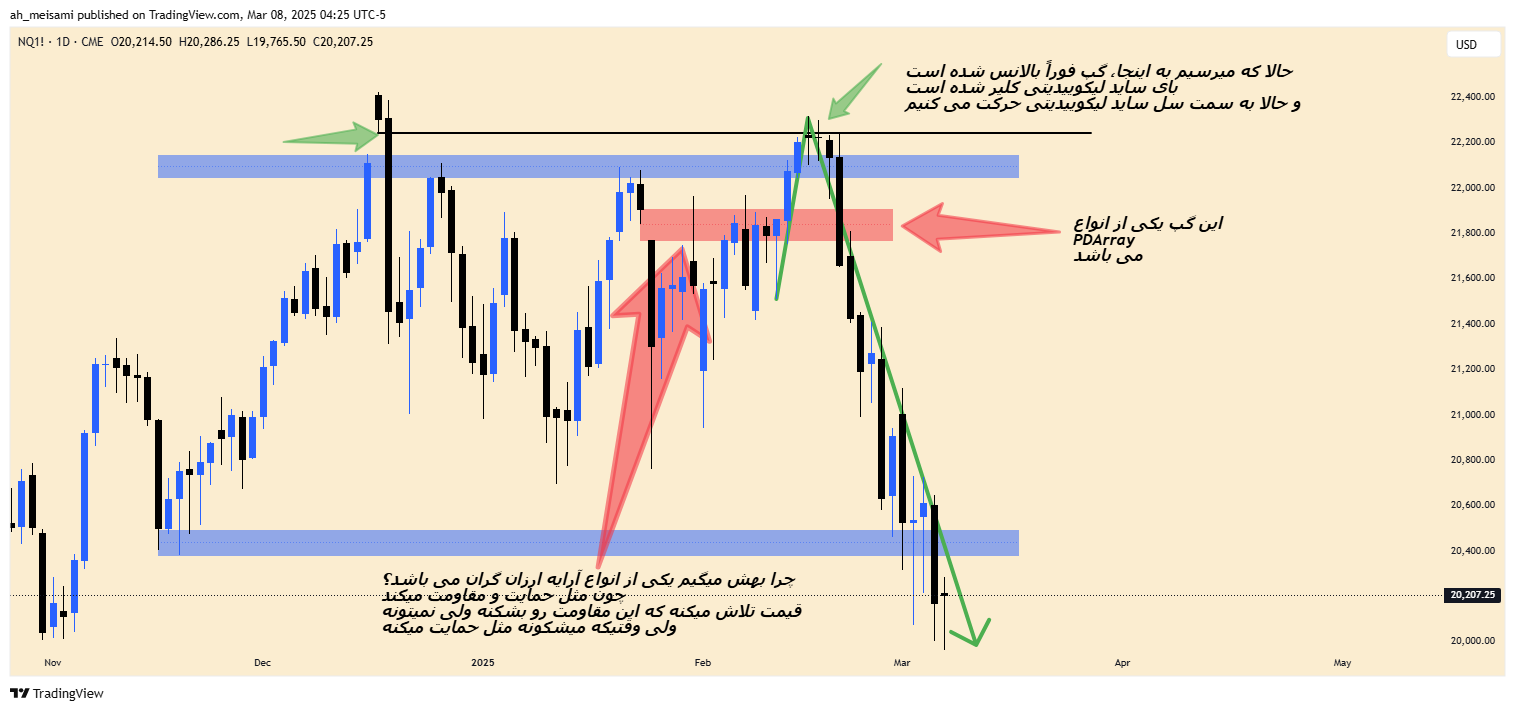 ah_meisami published on TradingView.com, Mar 08, 2025 04:25 UTC-5
NQ1! · 1D · CME O20,214.50 H20,286.25 L19,765.50 C20,207.25
USD
حالا که میرسیم به اینجا، گپ فوراً بالانس شده است
بای ساید لیکوییدیتی کلیر شده است
و حالا به سمت سل ساید لیکوییدیتی حرکت می کنیم
22,400.00
22,200.00
22,000.00
این گپ یکی از انواع
PDArray
می باشد
21,800.00
21,600.00
21,400.00
21,200.00
21,000.00
20,800.00
20,600.00
20,400.00
چرا بهش میگیم یکی از انواع آرایه ارزان گران می باشد؟
چون مثل حمایت و مقاومت میکند
قیمت تلاش میکنه که این مقاومت رو بشکنه ولی نمیتونه
ولی وقتیکه میشکونه مثل حمایت میکنه
20,207.25
20,000.00
Nov Dec 2025 Feb Mar Apr May
TradingView